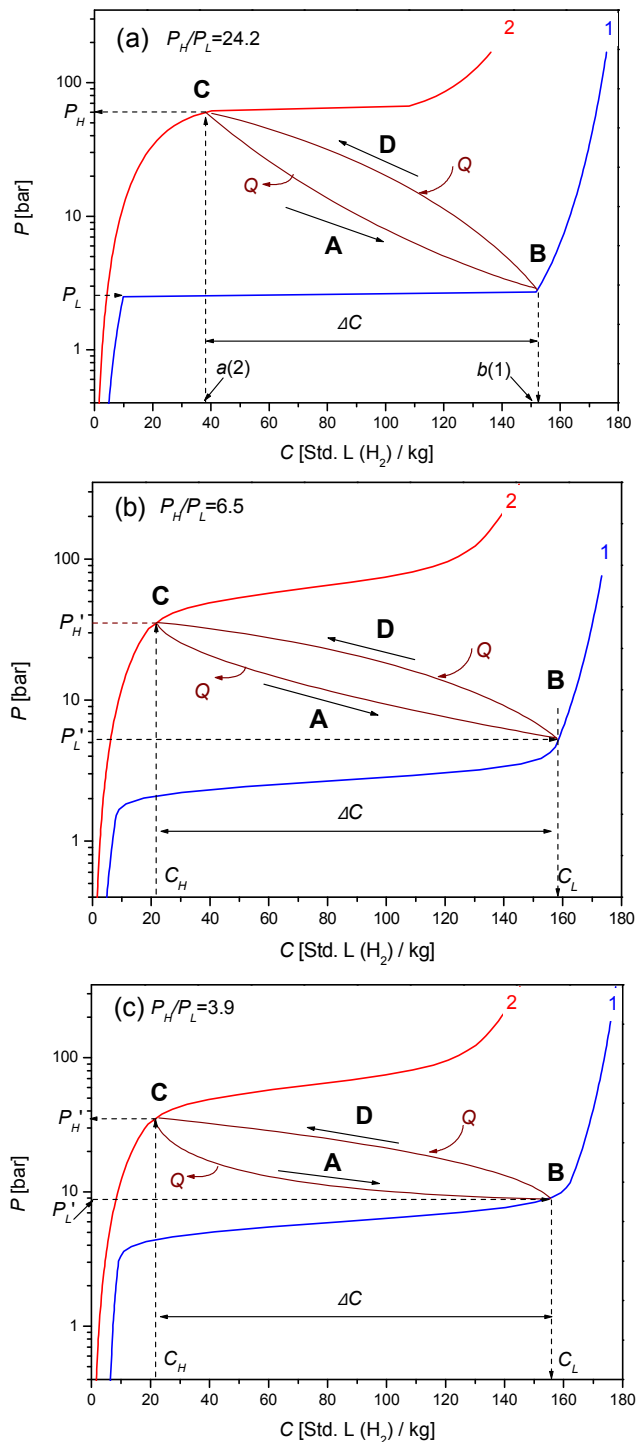 (a) P_H/P_L=24.2
2
1
100
C
P_H
D
Q
Q
10
A
B
P [bar]
P_L
ΔC
1
a(2)
b(1)
0 20 40 60 80 100 120 140 160 180
C [Std. L (H₂) / kg]
(b) P_H/P_L=6.5
2
1
100
C
P_H'
D
Q
B
Q
10
A
P [bar]
P_L'
ΔC
1
C_H
C_L
0 20 40 60 80 100 120 140 160 180
C [Std. L (H₂) / kg]
(c) P_H/P_L=3.9
2
1
100
C
P_H'
D
Q
Q
A
B
10
P_L'
P [bar]
ΔC
1
C_H
C_L
0 20 40 60 80 100 120 140 160 180
C [Std. L (H₂) / kg]